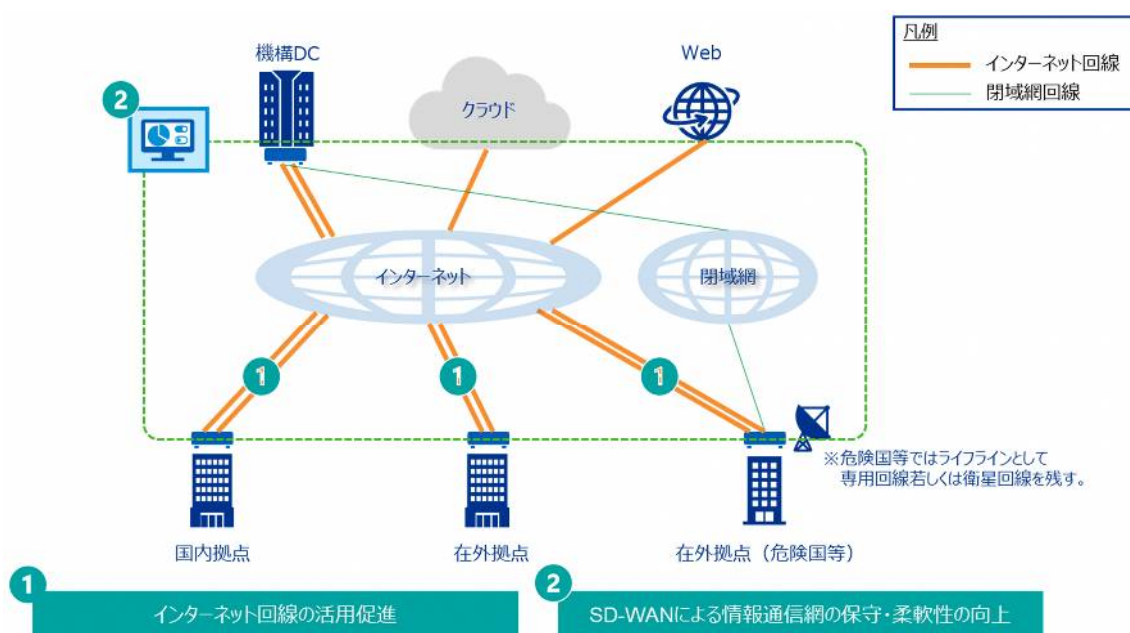 凡例
インターネット回線
閉域網回線
機構DC
クラウド
Web
2
インターネット
閉域網
1
1
1
※危険国等ではライフラインとして
専用回線若しくは衛星回線を残す。
国内拠点
在外拠点
在外拠点（危険国等）
1
インターネット回線の活用促進
2
SD-WANによる情報通信網の保守・柔軟性の向上